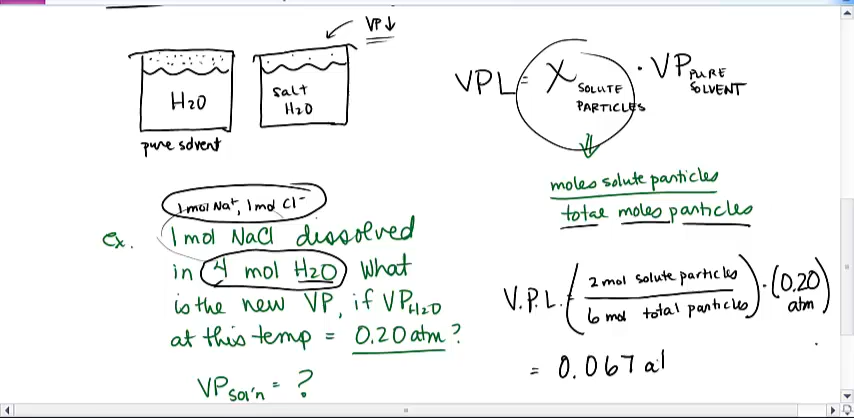 VP↓
H2O
salt
H2O
pure solvent
VPL = X SOLUTE PARTICLES · VP PURE SOLVENT
moles solute particles
total moles particles
1 mol Na+, 1 mol Cl-
ex. 1 mol NaCl dissolved
in 4 mol H2O What
is the new VP, if VP H2O
at this temp = 0.20 atm?
VP sol'n = ?
V.P.L. = (2 mol solute particles / 6 mol total particles) · (0.20 atm)
= 0.067 at